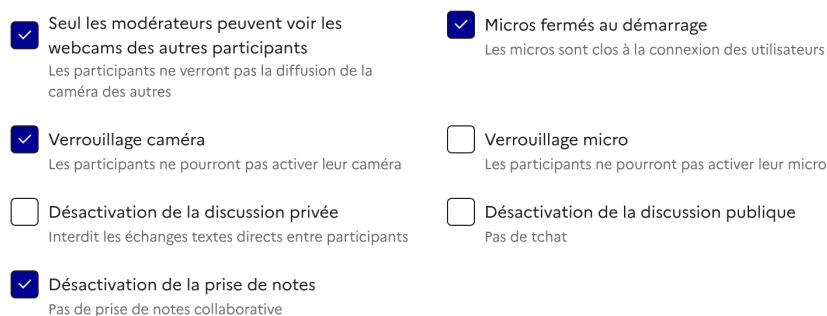 Seul les modérateurs peuvent voir les
webcams des autres participants
Les participants ne verront pas la diffusion de la
caméra des autres
Micros fermés au démarrage
Les micros sont clos à la connexion des utilisateurs
Verrouillage caméra
Les participants ne pourront pas activer leur caméra
Verrouillage micro
Les participants ne pourront pas activer leur micro
Désactivation de la discussion privée
Interdit les échanges textes directs entre participants
Désactivation de la discussion publique
Pas de tchat
Désactivation de la prise de notes
Pas de prise de notes collaborative